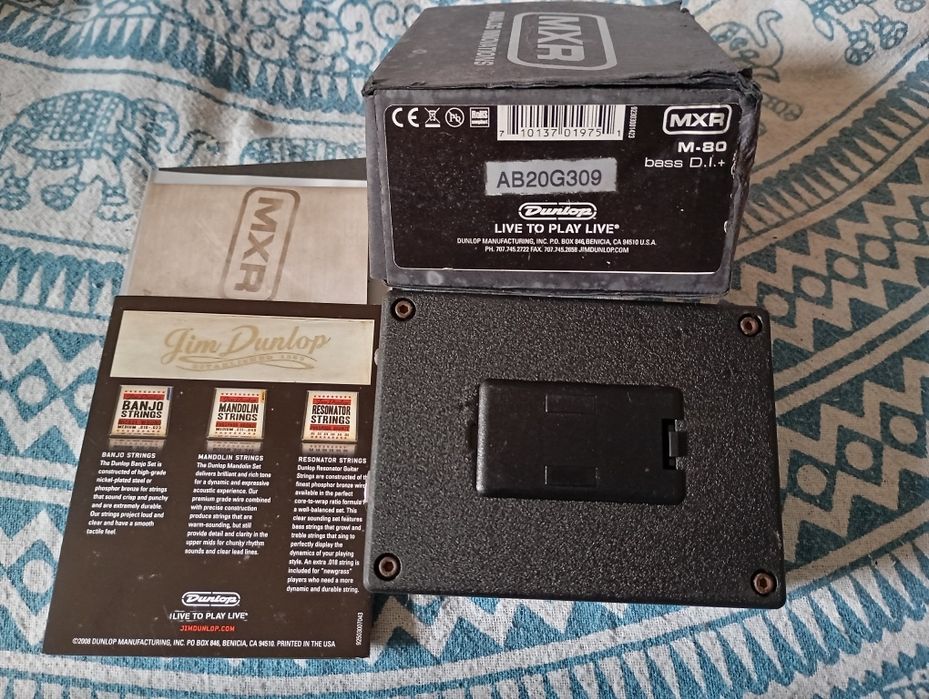 MXR
CE
RoHS
7 10137 01975 1
MXR
M-80
bass D.I.+
AB20G309
Dunlop
LIVE TO PLAY LIVE®
DUNLOP MANUFACTURING, INC. P.O. BOX 846, BENICIA, CA 94510 U.S.A.
PH. 707.745.2722 FAX. 707.745.2658 JIMDUNLOP.COM
MXR
Jim Dunlop
BANJO
STRINGS
BANJO STRINGS
The Dunlop Banjo Set is
constructed of high-grade
nickel-plated steel or
phosphor bronze for strings
that sound crisp and punchy
and are extremely durable.
Our strings project loud and
clear and have a smooth
tactile feel.
MANDOLIN
STRINGS
MANDOLIN STRINGS
The Dunlop Mandolin Set
delivers brilliant and rich tone
for a dynamic and expressive
acoustic experience. Our
premium grade wire combined
with precise construction
produce strings that are
warm-sounding, but still
provide detail and clarity in the
upper mids for chunky rhythm
sounds and clear lead lines.
RESONATOR
STRINGS
RESONATOR STRINGS
Dunlop Resonator Guitar
Strings are constructed of
finest phosphor bronze wire
available in the perfect
core-to-wrap ratio formula
a well-balanced set. This
clear sounding set features
bass strings that growl and
treble strings that sing to
perfectly display the
dynamics of your playing
style. An extra .018 string is
included for "newgrass"
players who need a more
dynamic and durable string.
Dunlop
LIVE TO PLAY LIVE®
JIMDUNLOP.COM
©2008 DUNLOP MANUFACTURING, INC. PO BOX 846, BENICIA, CA 94510. PRINTED IN THE USA